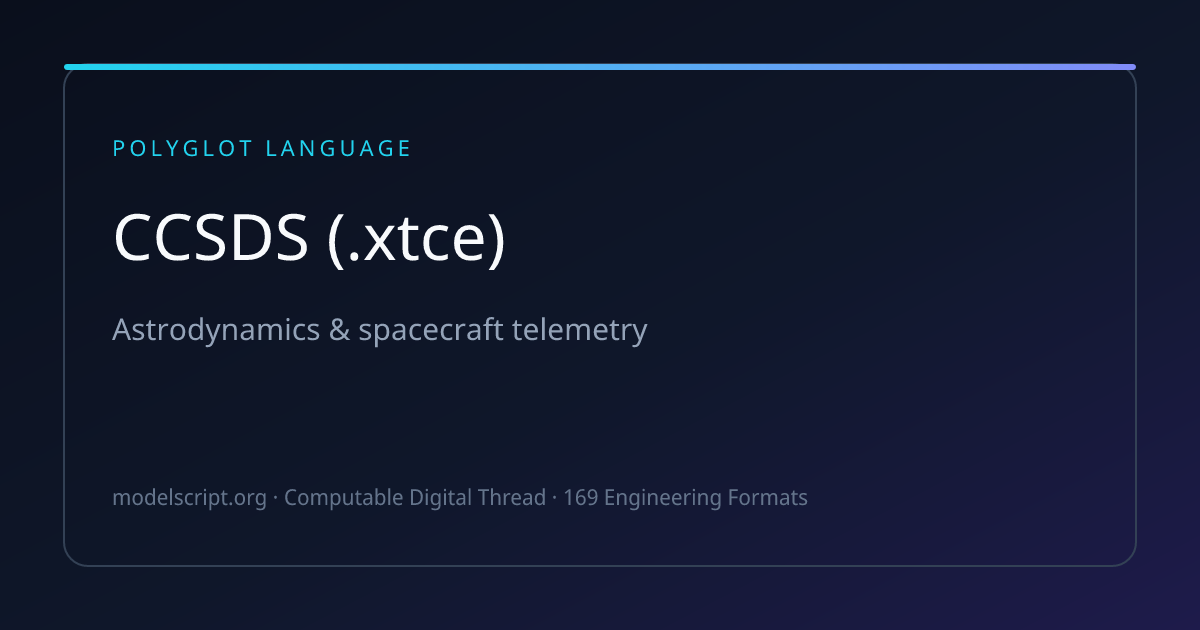 POLYGLOT LANGUAGE
CCSDS (.xtce)
Astrodynamics & spacecraft telemetry
modelscript.org · Computable Digital Thread · 169 Engineering Formats